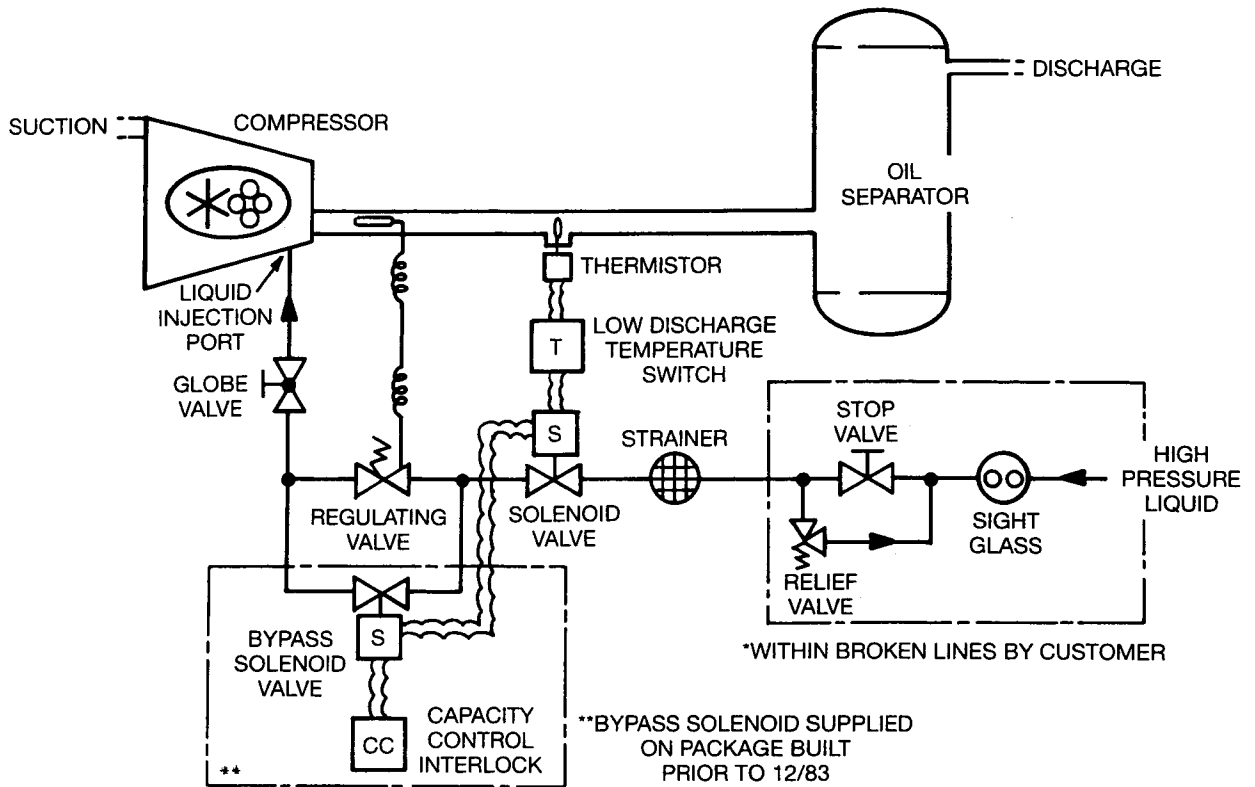 SUCTION
COMPRESSOR
DISCHARGE
OIL
SEPARATOR
THERMISTOR
LIQUID
INJECTION
PORT
LOW DISCHARGE
TEMPERATURE
SWITCH
T
GLOBE
VALVE
S
STRAINER
STOP
VALVE
HIGH
PRESSURE
LIQUID
REGULATING
VALVE
SOLENOID
VALVE
SIGHT
GLASS
RELIEF
VALVE
BYPASS
SOLENOID
VALVE
S
*WITHIN BROKEN LINES BY CUSTOMER
CAPACITY
CONTROL
INTERLOCK
CC
**
**BYPASS SOLENOID SUPPLIED
ON PACKAGE BUILT
PRIOR TO 12/83